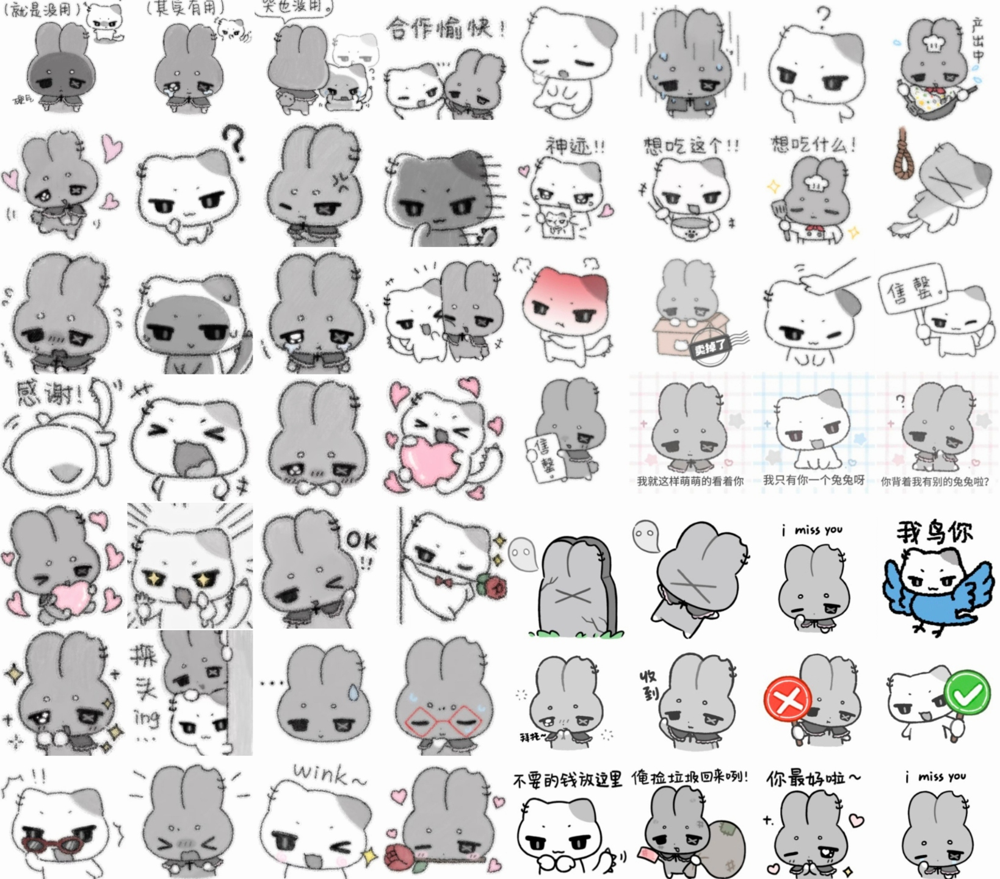 (就是没用)
(其实有用)
哭也没用。
合作愉快!
?
产出中
硬气
?
神迹!!
想吃这个!!
想吃什么!
卖掉了
售罄。
感谢!
售罄。
?
我就这样萌萌的看着你
我只有你一个兔兔呀
你背着我有别的兔兔啦?
OK!!
i miss you
我鸟你
探头ing...
...
拜托~
收到
!!
wink~
不要的钱放这里
俺捡垃圾回来咧!
你最好啦~
i miss you